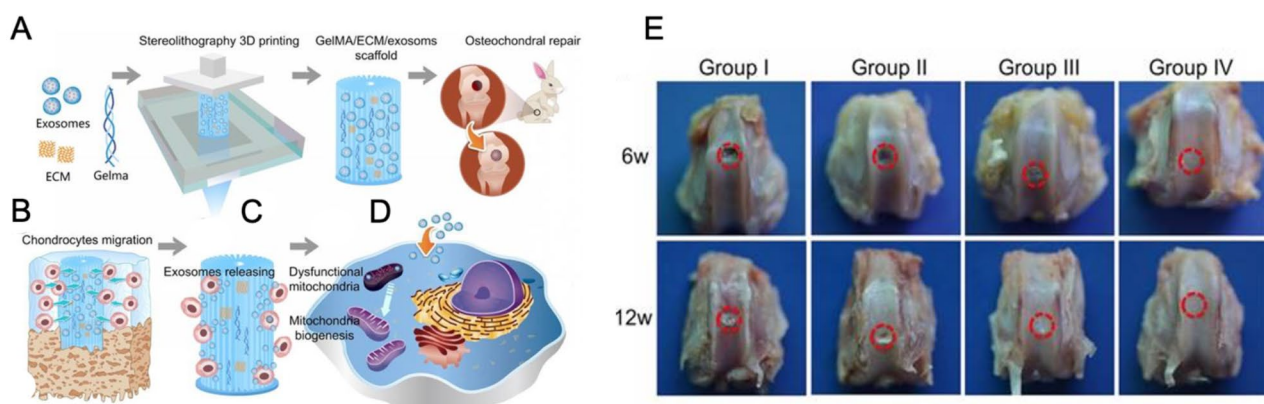 A
Stereolithography 3D printing
GelMA/ECM/exosoms
scaffold
Osteochondral repair
Exosomes
ECM
Gelma
B
Chondrocytes migration
C
Exosomes releasing
D
Dysfunctional
mitochondria
Mitochondria
biogenesis
E
Group I
Group II
Group III
Group IV
6w
12w